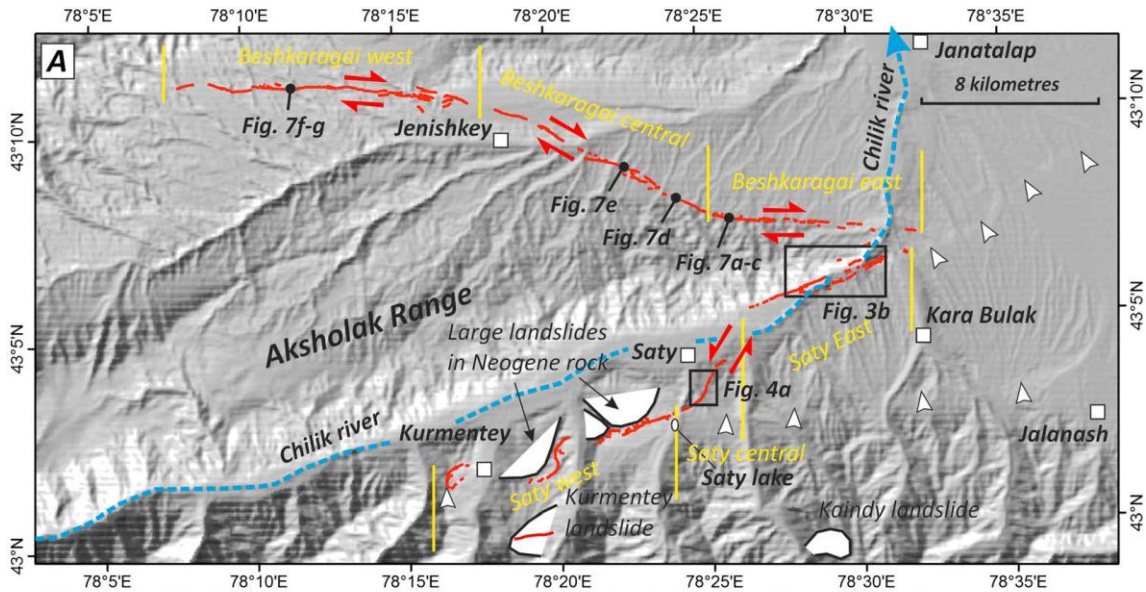 78°5'E
78°10'E
78°15'E
78°20'E
78°25'E
78°30'E
78°35'E
A
Beshkaragai west
Janatalap
8 kilometres
Beshkaragai central
Chilik river
43°10'N
43°10'N
Fig. 7f-g
Jenishkey
Beshkaragai east
Fig. 7e
Fig. 7d
Fig. 7a-c
Aksholak Range
Fig. 3b
Kara Bulak
43°5'N
43°5'N
Large landslides
in Neogene rock
Saty
Saty East
Fig. 4a
Chilik river
Kurmentey
Jalanash
Saty west
Saty central
Saty lake
Kurmentey
landslide
Kaindy landslide
43°N
43°N
78°5'E
78°10'E
78°15'E
78°20'E
78°25'E
78°30'E
78°35'E